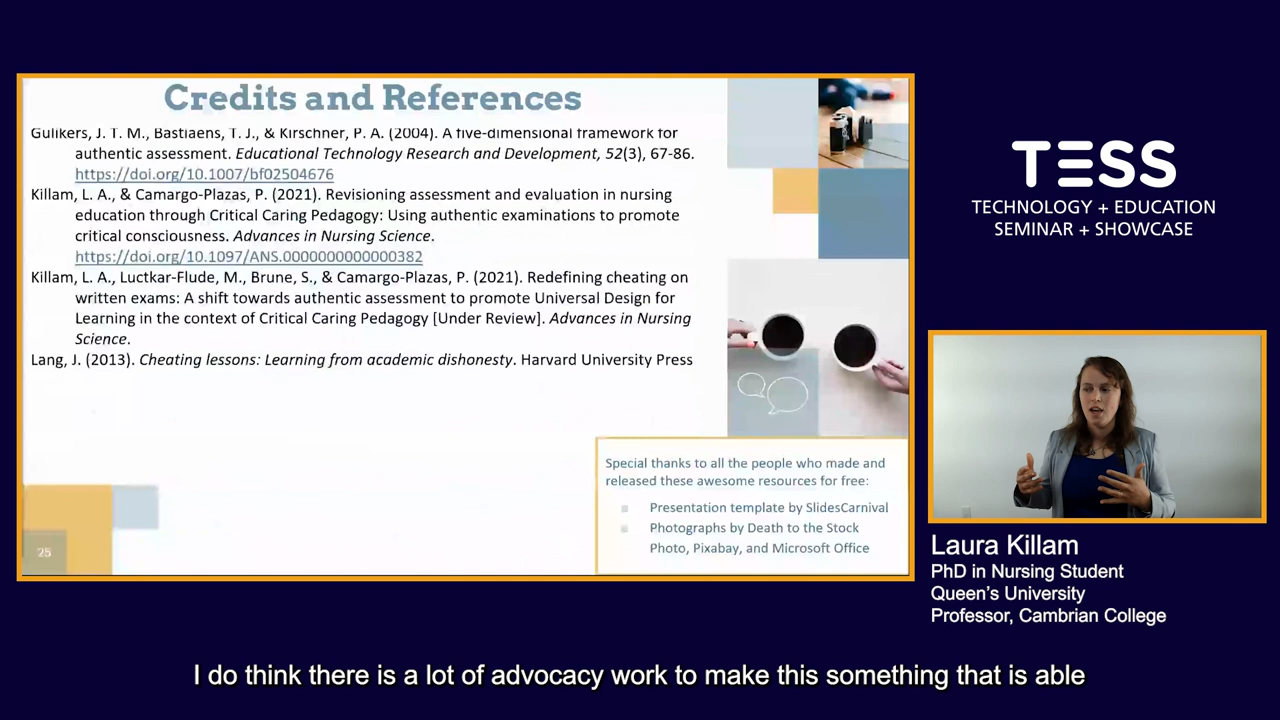 Credits and References
Gulikers, J. T. M., Bastiaens, T. J., & Kirschner, P. A. (2004). A five-dimensional framework for
authentic assessment. Educational Technology Research and Development, 52(3), 67-86.
https://doi.org/10.1007/bf02504676
Killam, L. A., & Camargo-Plazas, P. (2021). Revisioning assessment and evaluation in nursing
education through Critical Caring Pedagogy: Using authentic examinations to promote
critical consciousness. Advances in Nursing Science.
https://doi.org/10.1097/ANS.0000000000000382
Killam, L. A., Luctkar-Flude, M., Brune, S., & Camargo-Plazas, P. (2021). Redefining cheating on
written exams: A shift towards authentic assessment to promote Universal Design for
Learning in the context of Critical Caring Pedagogy [Under Review]. Advances in Nursing
Science.
Lang, J. (2013). Cheating lessons: Learning from academic dishonesty. Harvard University Press
Special thanks to all the people who made and
released these awesome resources for free:
Presentation template by SlidesCarnival
Photographs by Death to the Stock
Photo, Pixabay, and Microsoft Office
25
TESS
TECHNOLOGY + EDUCATION
SEMINAR + SHOWCASE
Laura Killam
PhD in Nursing Student
Queen's University
Professor, Cambrian College
I do think there is a lot of advocacy work to make this something that is able